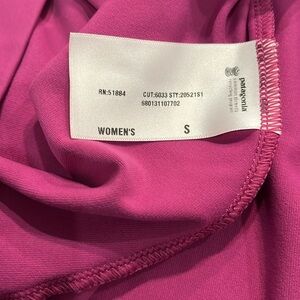 RN:51884 CUT:6033 STY:20521S1
680131107702
WOMEN'S S
patagonia